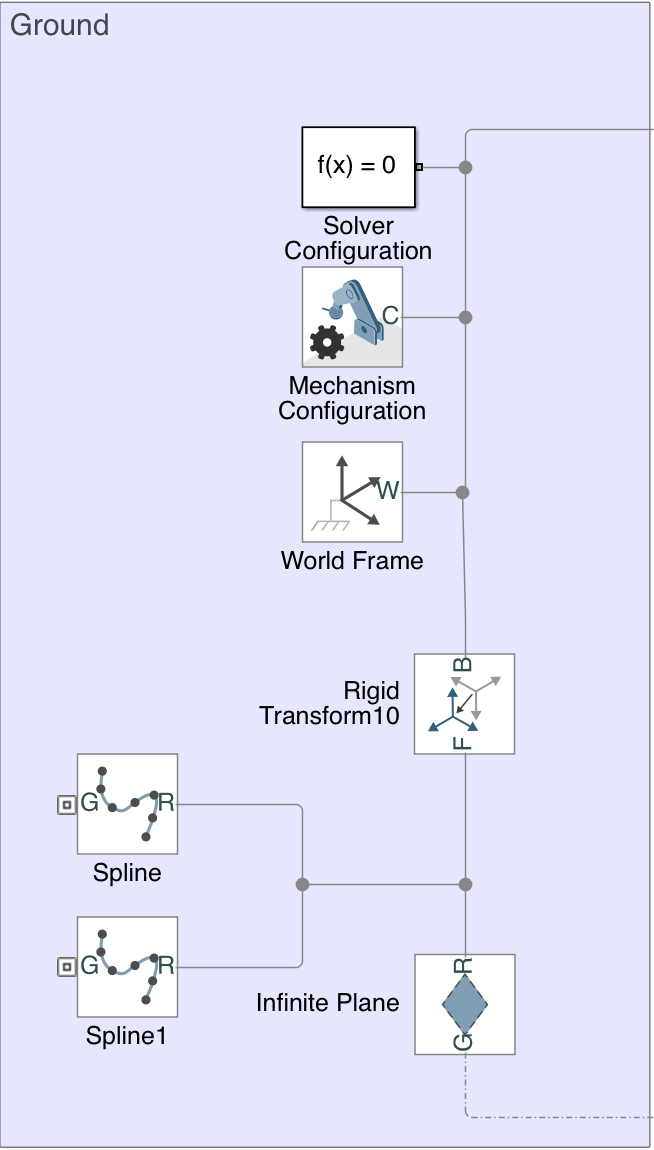 Ground
f(x) = 0
Solver
Configuration
C
Mechanism
Configuration
W
World Frame
B
Rigid
Transform10
F
G
R
Spline
G
R
Spline1
R
Infinite Plane
G